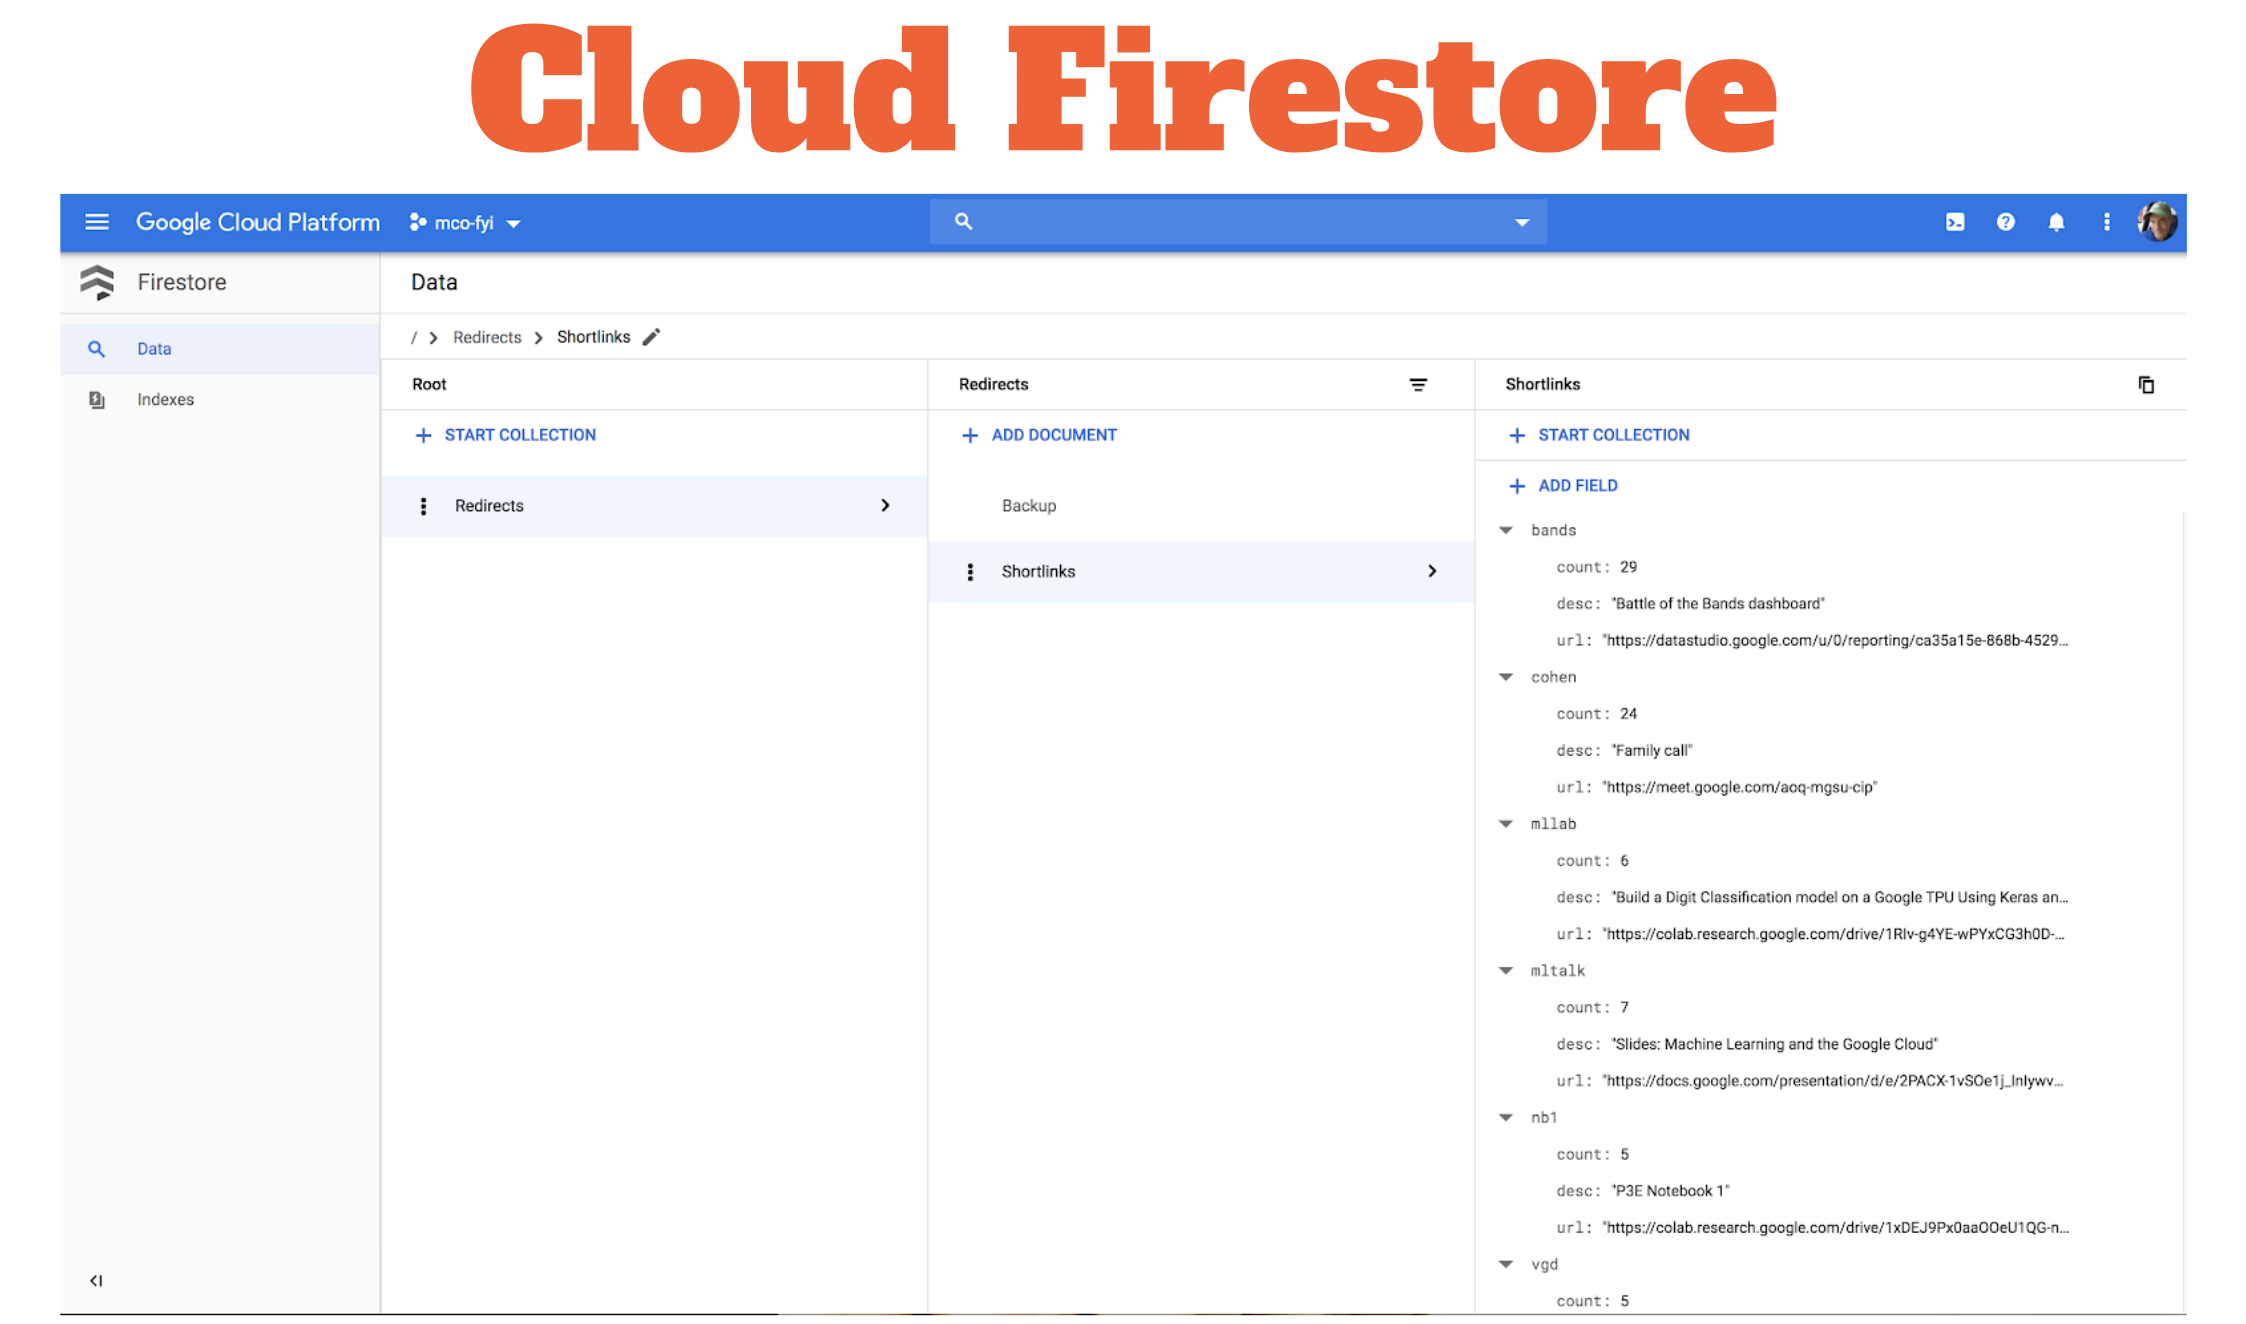 Cloud Firestore
Google Cloud Platform mco-fyi
Firestore
Data
Indexes
Data
/ Redirects Shortlinks
Root
START COLLECTION
Redirects
Redirects
ADD DOCUMENT
Backup
Shortlinks
Shortlinks
START COLLECTION
ADD FIELD
bands
count: 29
desc: "Battle of the Bands dashboard"
url: "https://datastudio.google.com/u/0/reporting/ca35a15e-868b-4529...
cohen
count: 24
desc: "Family call"
url: "https://meet.google.com/aoq-mgsu-cip"
mllab
count: 6
desc: "Build a Digit Classification model on a Google TPU Using Keras an...
url: "https://colab.research.google.com/drive/1RIv-g4YE-wPYxCG3h0D-...
mltalk
count: 7
desc: "Slides: Machine Learning and the Google Cloud"
url: "https://docs.google.com/presentation/d/e/2PACX-1vSOe1j_InIywv...
nb1
count: 5
desc: "P3E Notebook 1"
url: "https://colab.research.google.com/drive/1xDEJ9Px0aaOOeU1QG-n...
vgd
count: 5